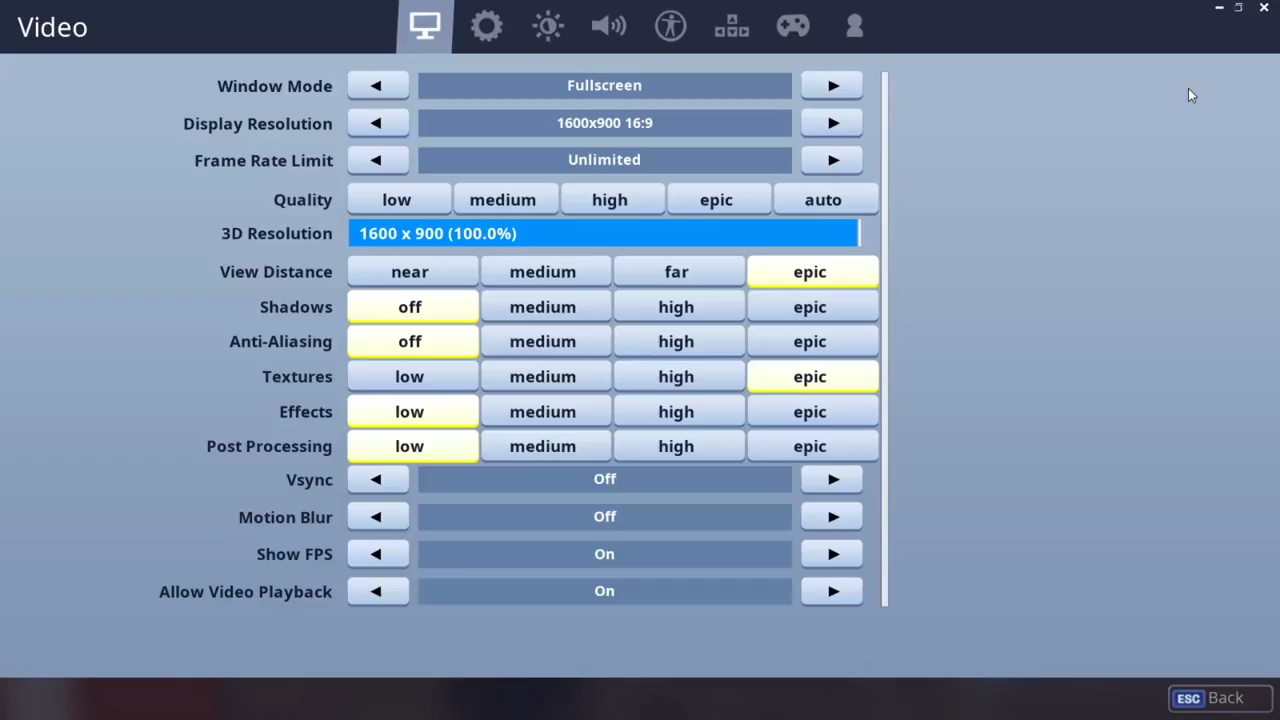 Video
Window Mode Fullscreen
Display Resolution 1600x900 16:9
Frame Rate Limit Unlimited
Quality low medium high epic auto
3D Resolution 1600 x 900 (100.0%)
View Distance near medium far epic
Shadows off medium high epic
Anti-Aliasing off medium high epic
Textures low medium high epic
Effects low medium high epic
Post Processing low medium high epic
Vsync Off
Motion Blur Off
Show FPS On
Allow Video Playback On
ESC Back